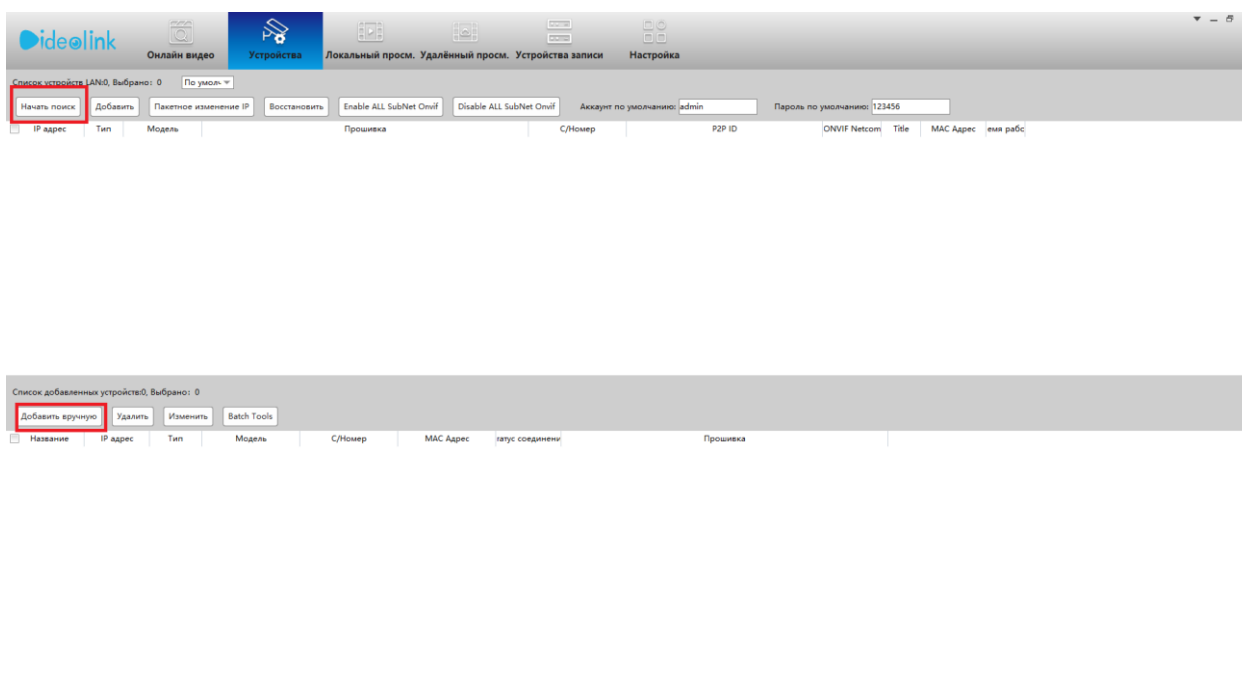 ideolink
Онлайн видео Устройства Локальный просм. Удалённый просм. Устройства записи Настройка
Список устройств LAN:0, Выбрано: 0 По умол-
Начать поиск Добавить Пакетное изменение IP Восстановить Enable ALL SubNet Onvif Disable ALL SubNet Onvif Аккаунт по умолчанию: admin Пароль по умолчанию: 123456
IP адрес Тип Модель Прошивка С/Номер P2P ID ONVIF Netcom Title MAC Адрес емя рабс
Список добавленных устройств:0, Выбрано: 0
Добавить вручную Удалить Изменить Batch Tools
Название IP адрес Тип Модель С/Номер MAC Адрес татус соединени Прошивка